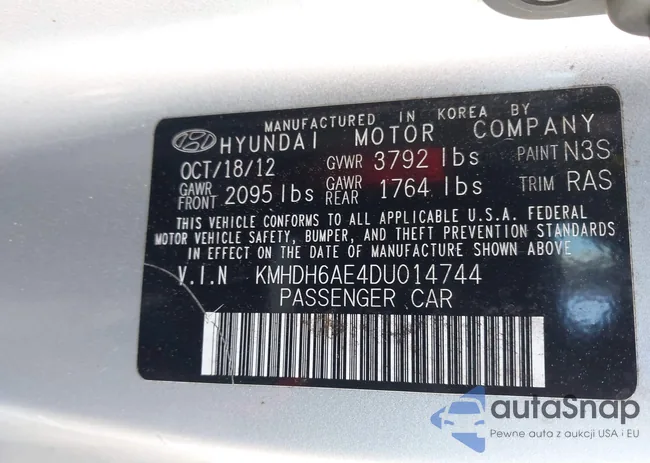 MANUFACTURED IN KOREA BY
HYUNDAI MOTOR COMPANY
OCT/18/12 GVWR 3792 lbs PAINT N3S
GAWR FRONT 2095 lbs GAWR REAR 1764 lbs TRIM RAS
THIS VEHICLE CONFORMS TO ALL APPLICABLE U.S.A. FEDERAL
MOTOR VEHICLE SAFETY, BUMPER, AND THEFT PREVENTION STANDARDS
IN EFFECT ON THE DATE OF MANUFACTURE SHOWN ABOVE
V.I.N KMHDH6AE4DU014744
PASSENGER CAR
autaSnap
Pewne auta z aukcji USA i EU